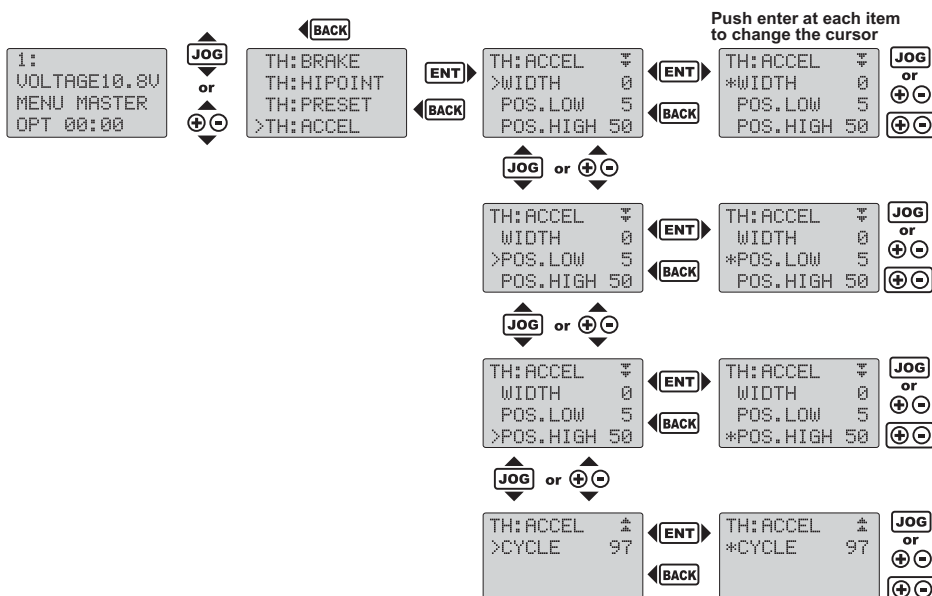 BACK
Push enter at each item
to change the cursor
1:
VOLTAGE10.8V
MENU MASTER
OPT 00:00
JOG
or
+ -
TH:BRAKE
TH:HIPOINT
TH:PRESET
>TH:ACCEL
ENT
BACK
TH:ACCEL
>WIDTH 0
POS.LOW 5
POS.HIGH 50
ENT
BACK
TH:ACCEL
*WIDTH 0
POS.LOW 5
POS.HIGH 50
JOG
or
+ -
+ -
JOG or + -
TH:ACCEL
WIDTH 0
>POS.LOW 5
POS.HIGH 50
ENT
BACK
TH:ACCEL
WIDTH 0
*POS.LOW 5
POS.HIGH 50
JOG
or
+ -
+ -
JOG or + -
TH:ACCEL
WIDTH 0
POS.LOW 5
>POS.HIGH 50
ENT
BACK
TH:ACCEL
WIDTH 0
POS.LOW 5
*POS.HIGH 50
JOG
or
+ -
+ -
JOG or + -
TH:ACCEL
>CYCLE 97
ENT
BACK
TH:ACCEL
*CYCLE 97
JOG
or
+ -
+ -